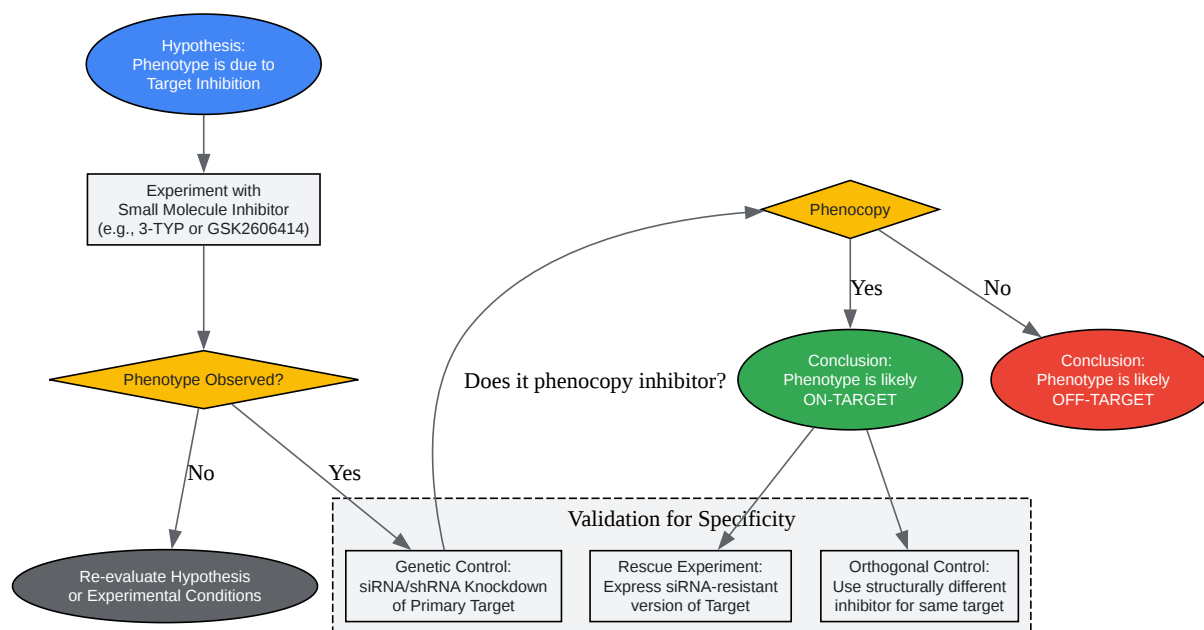 Hypothesis:
Phenotype is due to
Target Inhibition
Experiment with
Small Molecule Inhibitor
(e.g., 3-TYP or GSK2606414)
Phenotype Observed?
No
Yes
Re-evaluate Hypothesis
or Experimental Conditions
Does it phenocopy inhibitor?
Phenocopy
Yes
No
Conclusion:
Phenotype is likely
ON-TARGET
Conclusion:
Phenotype is likely
OFF-TARGET
Validation for Specificity
Genetic Control:
siRNA/shRNA Knockdown
of Primary Target
Rescue Experiment:
Express siRNA-resistant
version of Target
Orthogonal Control:
Use structurally different
inhibitor for same target